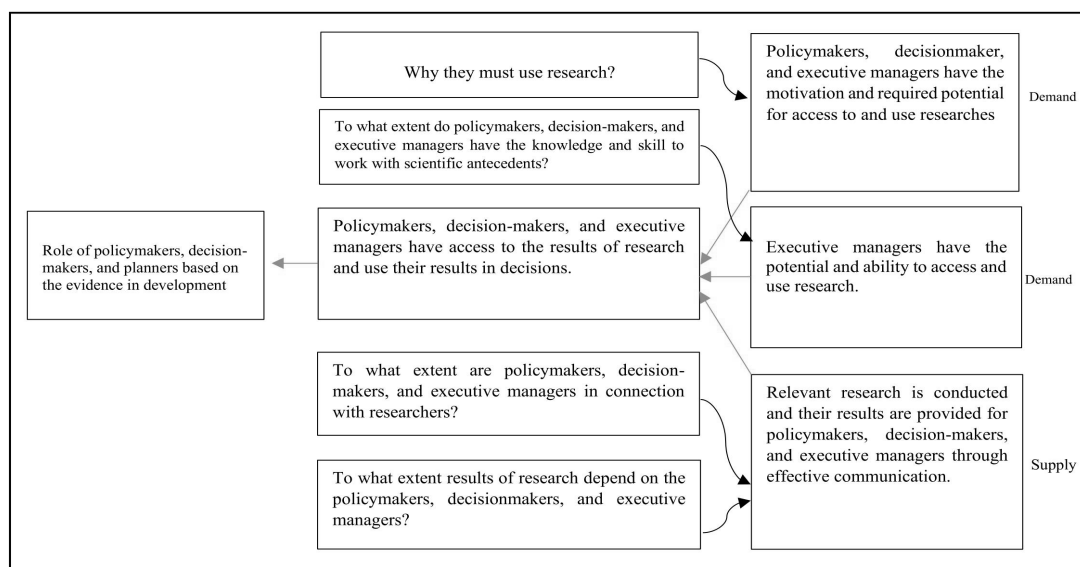 Why they must use research?
Policymakers, decisionmaker,
and executive managers have the
motivation and required potential
for access to and use researches
Demand
To what extent do policymakers, decision-makers, and
executive managers have the knowledge and skill to
work with scientific antecedents?
Role of policymakers, decision-
makers, and planners based on
the evidence in development
Policymakers, decision-makers, and executive
managers have access to the results of research
and use their results in decisions.
Executive managers have the
potential and ability to access and
use research.
Demand
To what extent are policymakers, decision-
makers, and executive managers in connection
with researchers?
Relevant research is conducted
and their results are provided for
policymakers, decision-makers,
and executive managers through
effective communication.
Supply
To what extent results of research depend on the
policymakers, decisionmakers, and executive
managers?